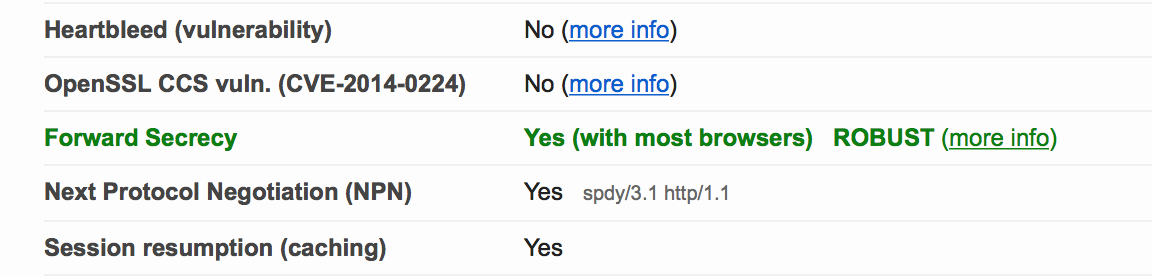 Heartbleed (vulnerability) No (more info)
OpenSSL CCS vuln. (CVE-2014-0224) No (more info)
Forward Secrecy Yes (with most browsers) ROBUST (more info)
Next Protocol Negotiation (NPN) Yes spdy/3.1 http/1.1
Session resumption (caching) Yes